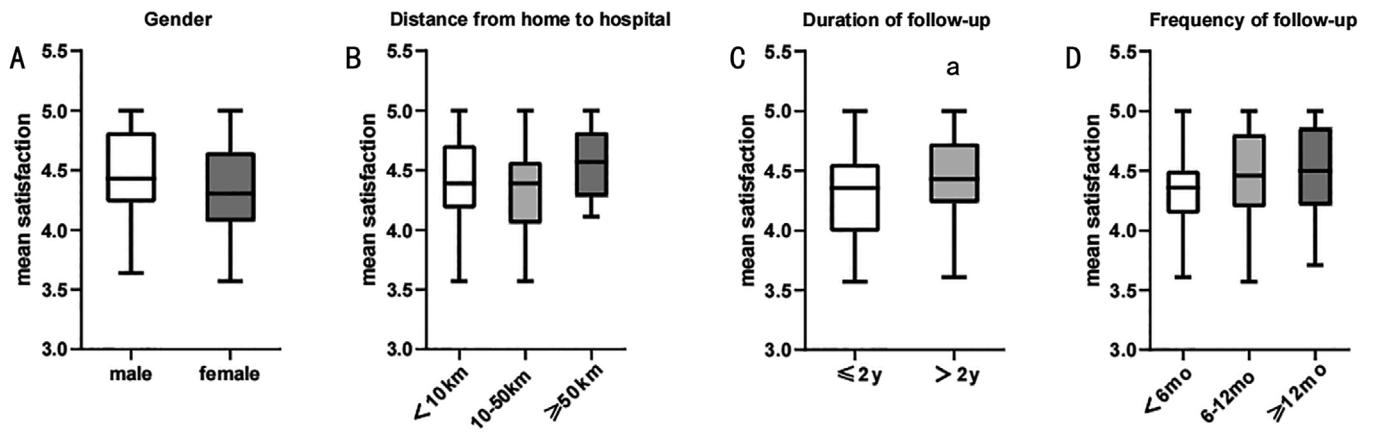 A
Gender
mean satisfaction
5.5
5.0
4.5
4.0
3.5
3.0
male
female
B
Distance from home to hospital
mean satisfaction
5.5
5.0
4.5
4.0
3.5
3.0
<10km
10-50km
⩾50km
C
Duration of follow-up
mean satisfaction
5.5
5.0
4.5
4.0
3.5
3.0
a
⩽2y
>2y
D
Frequency of follow-up
mean satisfaction
5.5
5.0
4.5
4.0
3.5
3.0
<6mo
6-12mo
⩾12mo